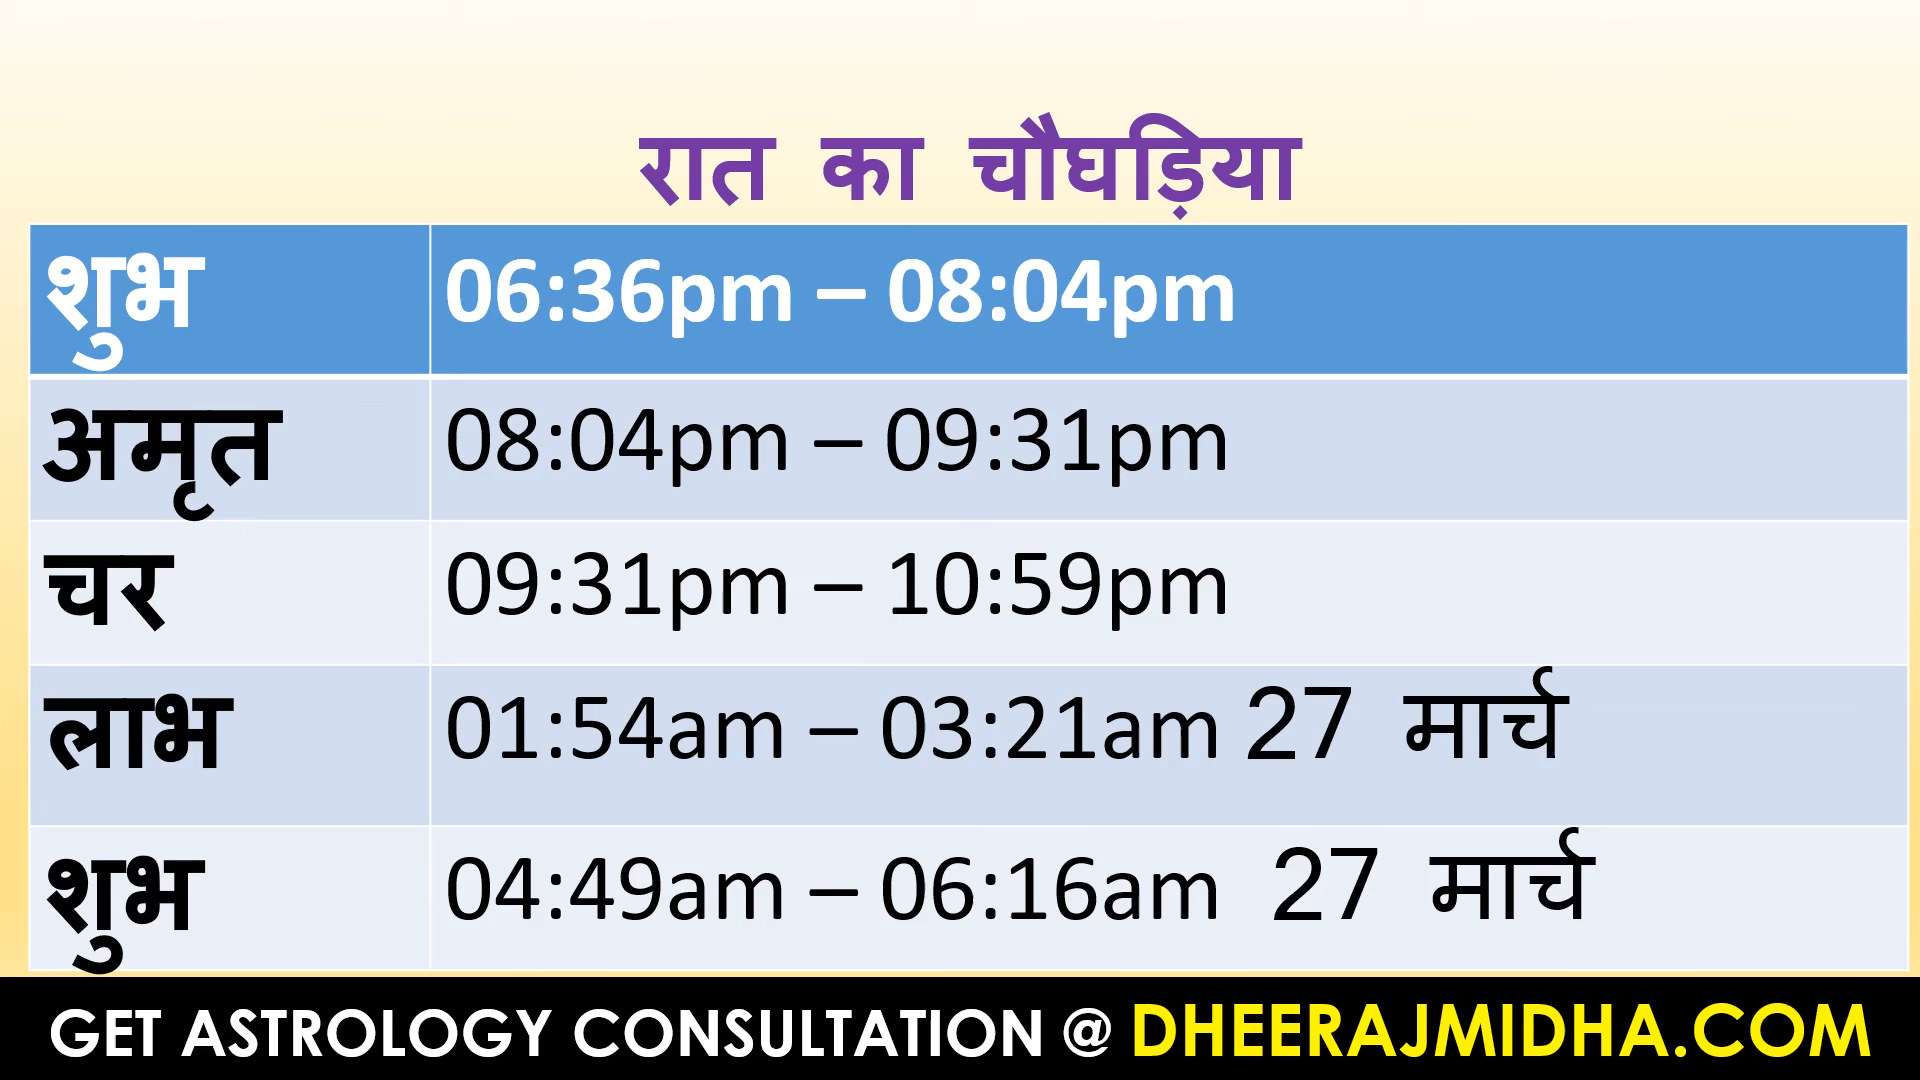 रात का चौघड़िया
शुभ 06:36pm – 08:04pm
अमृत 08:04pm – 09:31pm
चर 09:31pm – 10:59pm
लाभ 01:54am – 03:21am 27 मार्च
शुभ 04:49am – 06:16am 27 मार्च
GET ASTROLOGY CONSULTATION @ DHEERAJMIDHA.COM